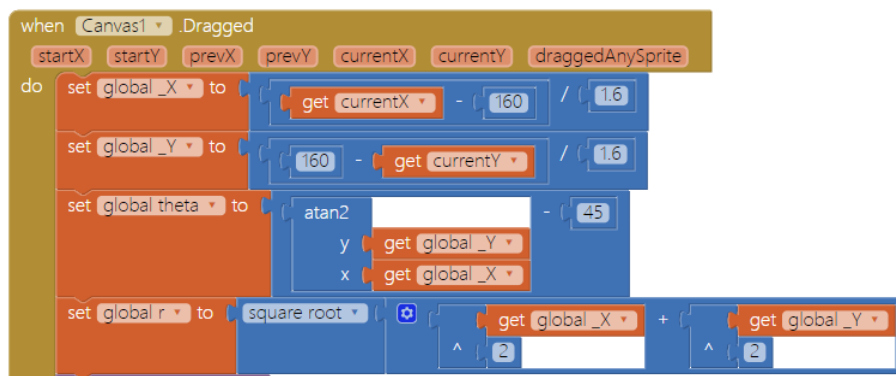 when Canvas1 .Dragged
startX startY prevX prevY currentX currentY draggedAnySprite
do set global _X to get currentX - 160 / 1.6
set global _Y to 160 - get currentY / 1.6
set global theta to atan2 - 45
y get global _Y
x get global _X
set global r to square root get global _X + get global _Y
^ 2 ^ 2